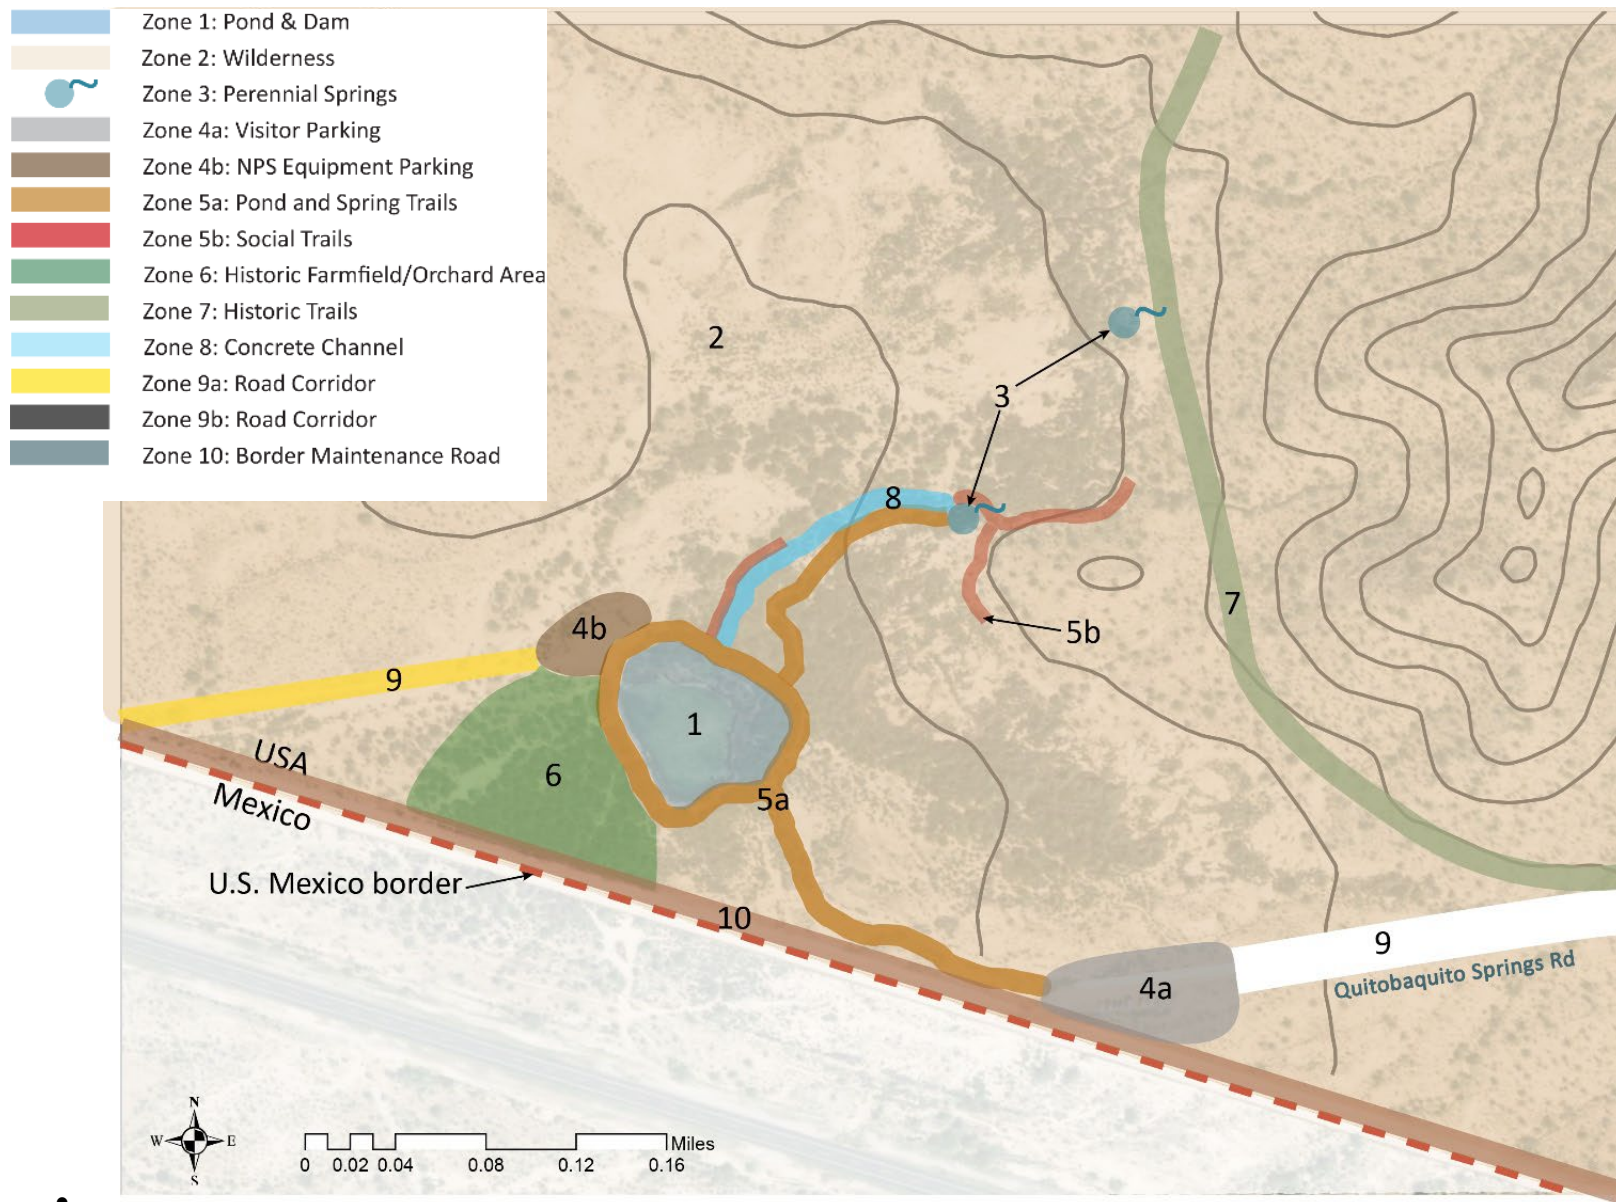 Zone 1: Pond & Dam
Zone 2: Wilderness
Zone 3: Perennial Springs
Zone 4a: Visitor Parking
Zone 4b: NPS Equipment Parking
Zone 5a: Pond and Spring Trails
Zone 5b: Social Trails
Zone 6: Historic Farmfield/Orchard Area
Zone 7: Historic Trails
Zone 8: Concrete Channel
Zone 9a: Road Corridor
Zone 9b: Road Corridor
Zone 10: Border Maintenance Road
2
3
8
7
4b
5b
9
1
USA
6
5a
Mexico
U.S. Mexico border
10
9
Quitobaquito Springs Rd
4a
N
W E
S
Miles
0 0.02 0.04 0.08 0.12 0.16